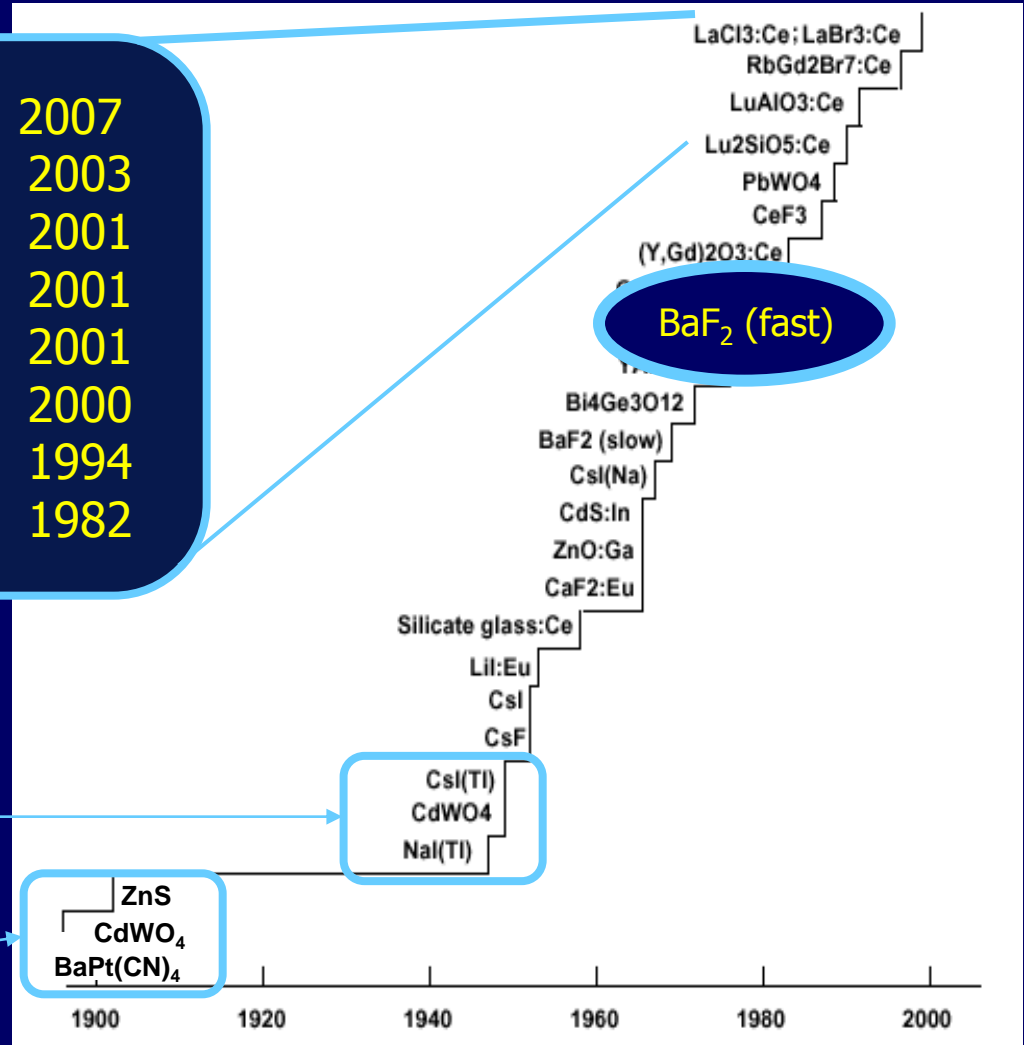 2007
2003
2001
2001
2001
2000
1994
1982
LaCl3:Ce; LaBr3:Ce
RbGd2Br7:Ce
LuAlO3:Ce
Lu2SiO5:Ce
PbWO4
CeF3
(Y,Gd)2O3:Ce
BaF₂ (fast)
Bi4Ge3O12
BaF2 (slow)
CsI(Na)
CdS:In
ZnO:Ga
CaF2:Eu
Silicate glass:Ce
LiI:Eu
CsI
CsF
CsI(Tl)
CdWO4
NaI(Tl)
ZnS
CdWO₄
BaPt(CN)₄
1900 1920 1940 1960 1980 2000